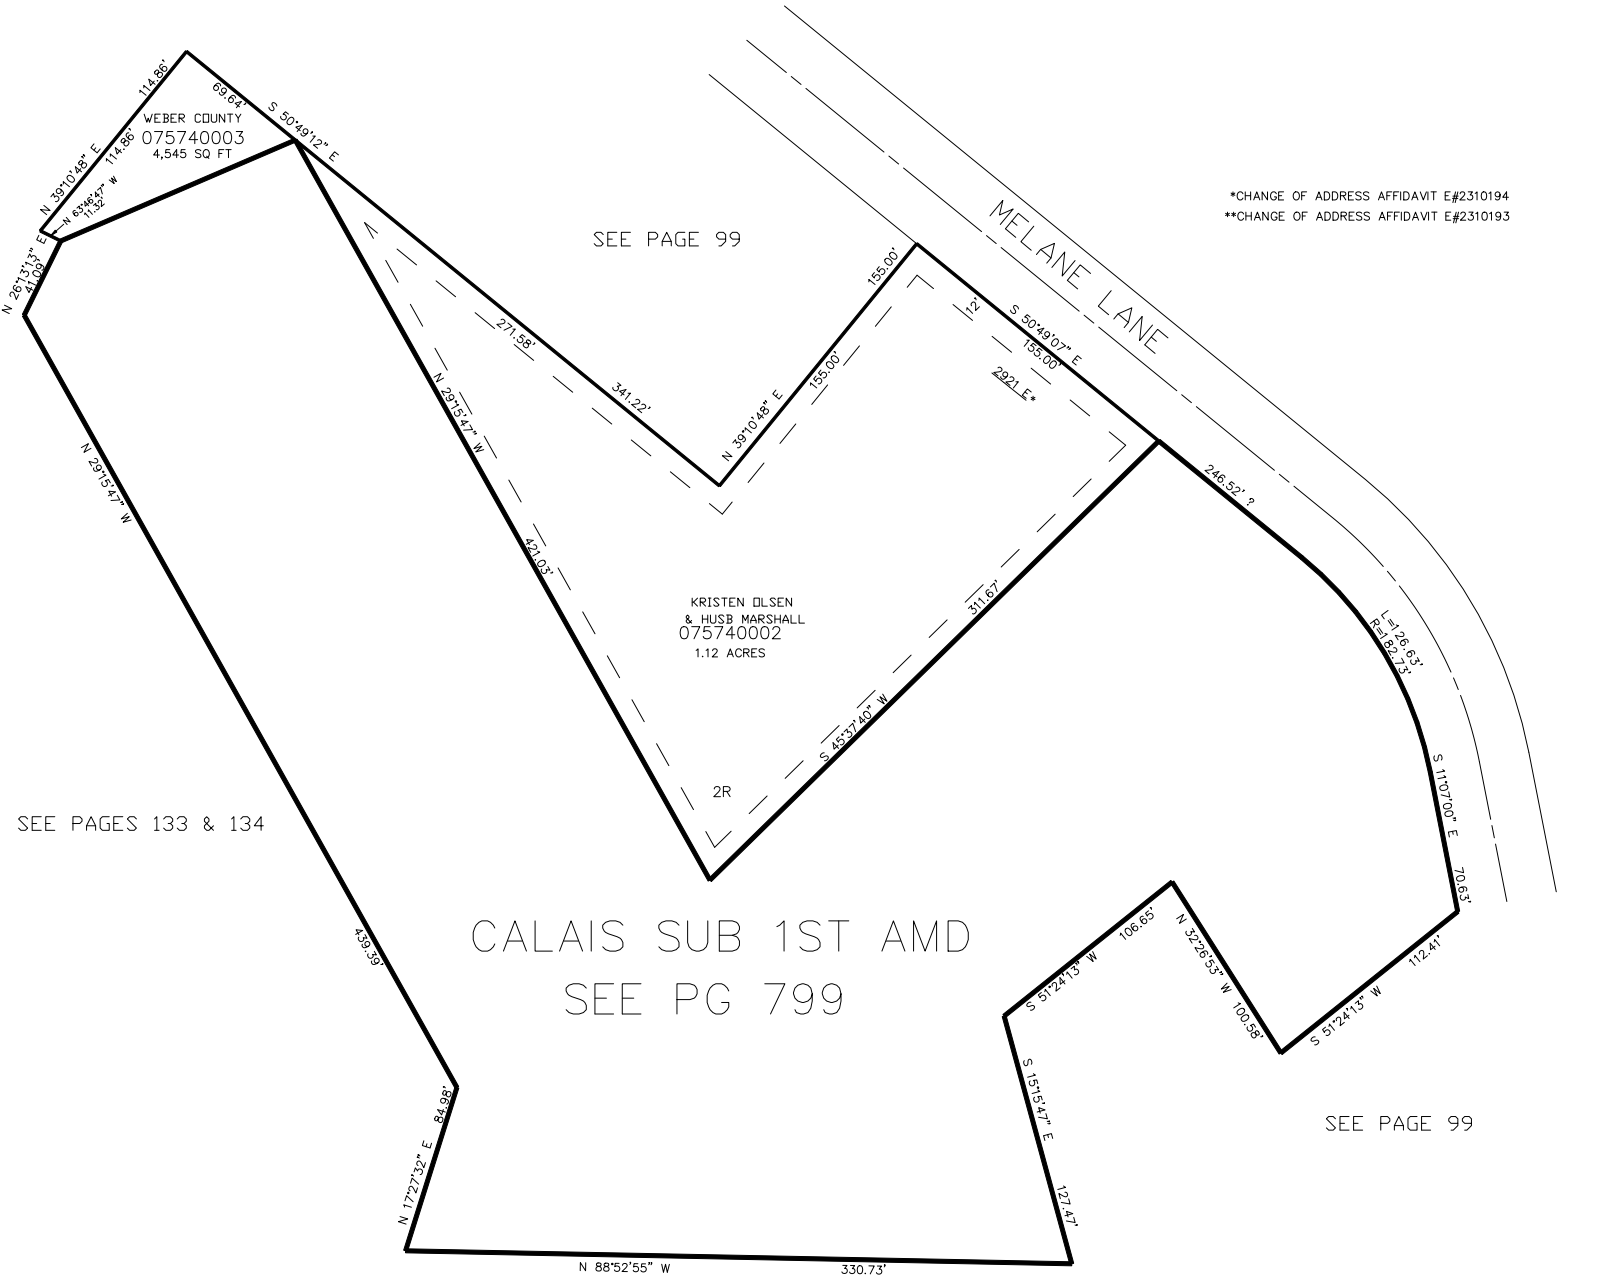 114.86'
69.64'
S 50°49'12" E
WEBER COUNTY
075740003
4,545 SQ FT
114.86'
N 39°10'48" E
N 63°46'47" W
11.32'
N 26°13'13" E
41.09'
*CHANGE OF ADDRESS AFFIDAVIT E#2310194
**CHANGE OF ADDRESS AFFIDAVIT E#2310193
SEE PAGE 99
MELANE LANE
155.00'
12'
S 50°49'07" E
155.00'
2921 E*
271.58'
341.22'
155.00'
N 39°10'48" E
N 29°15'47" W
421.03'
N 29°15'47" W
246.52' ?
KRISTEN OLSEN
& HUSB MARSHALL
075740002
1.12 ACRES
311.67'
S 45°37'40" W
L=126.63'
R=182.73'
2R
S 11°07'00" E
70.63'
SEE PAGES 133 & 134
439.39'
CALAIS SUB 1ST AMD
SEE PG 799
106.65'
S 51°24'13" W
N 32°26'53" W
100.58'
112.41'
S 51°24'13" W
84.98'
N 17°27'32" E
S 15°15'47" E
127.47'
SEE PAGE 99
N 88°52'55" W
330.73'